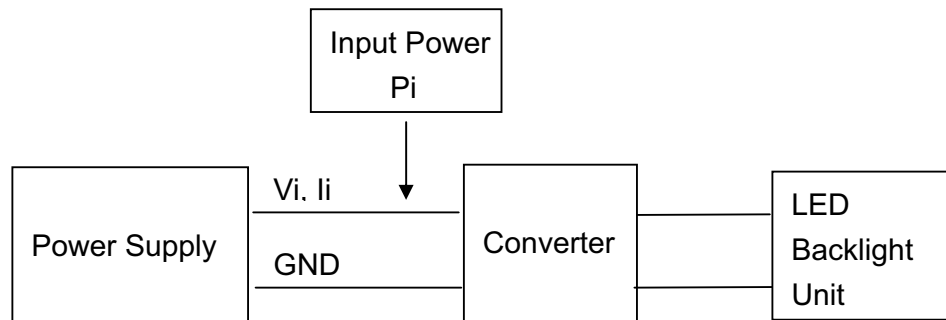 Input Power
Pi
Vi, Ii
Power Supply
GND
Converter
LED
Backlight
Unit